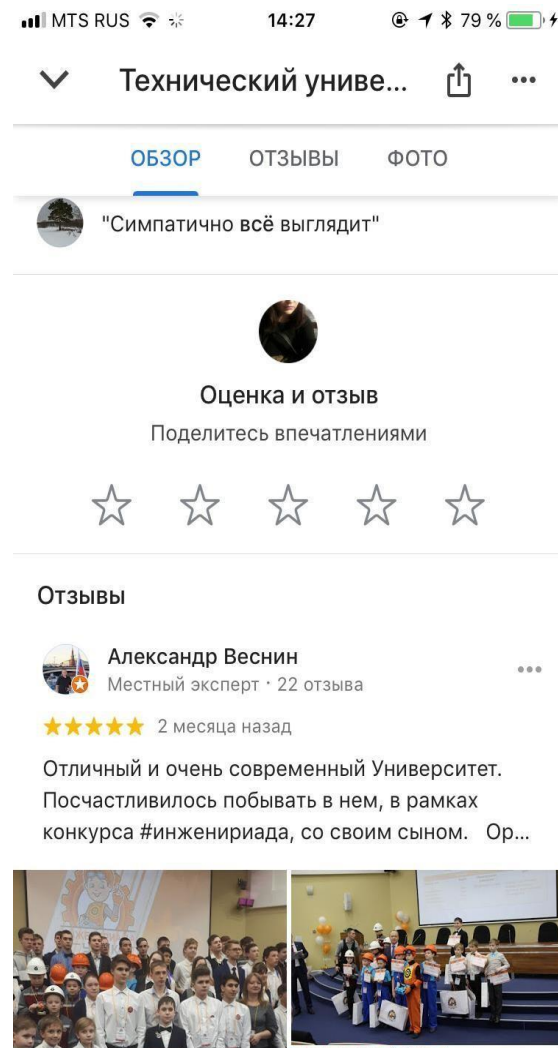 MTS RUS 14:27 79 %
Технический униве...
ОБЗОР ОТЗЫВЫ ФОТО
"Симпатично всё выглядит"
Оценка и отзыв
Поделитесь впечатлениями
Отзывы
Александр Веснин
Местный эксперт · 22 отзыва
2 месяца назад
Отличный и очень современный Университет.
Посчастливилось побывать в нем, в рамках
конкурса #инженириада, со своим сыном. Ор...